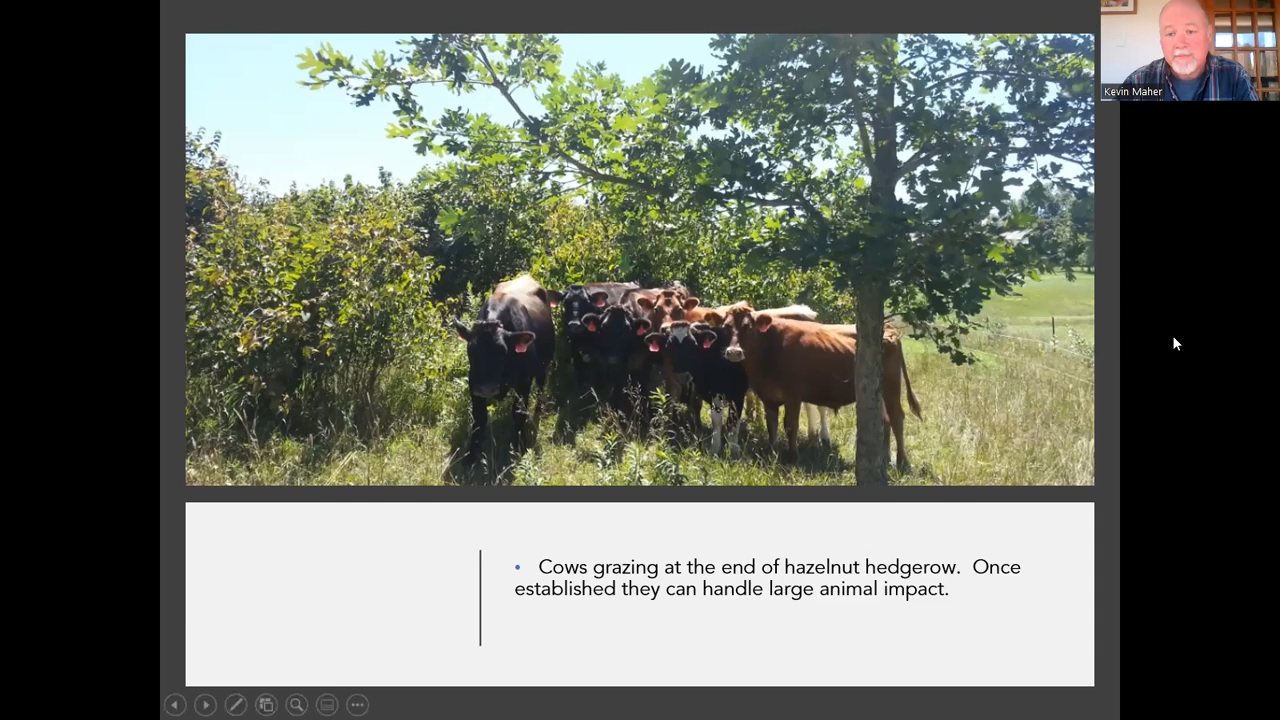 Kevin Maher
• Cows grazing at the end of hazelnut hedgerow.  Once
established they can handle large animal impact.